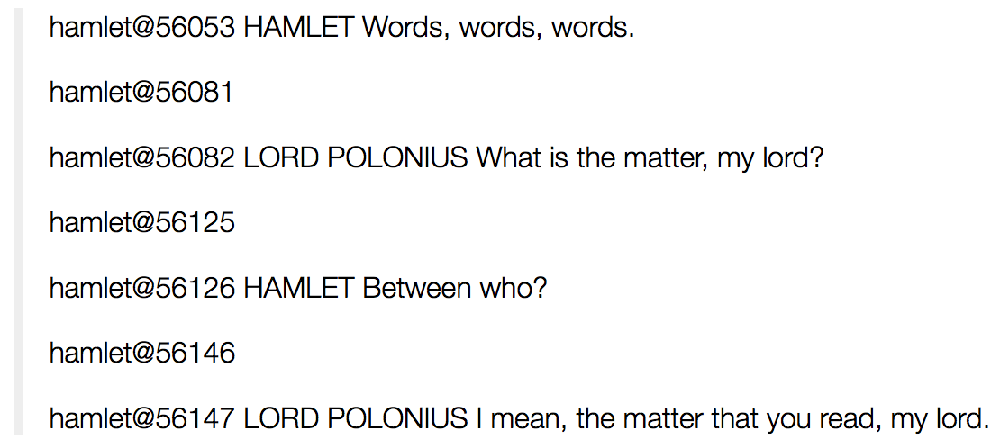 hamlet@56053 HAMLET Words, words, words.
hamlet@56081
hamlet@56082 LORD POLONIUS What is the matter, my lord?
hamlet@56125
hamlet@56126 HAMLET Between who?
hamlet@56146
hamlet@56147 LORD POLONIUS I mean, the matter that you read, my lord.